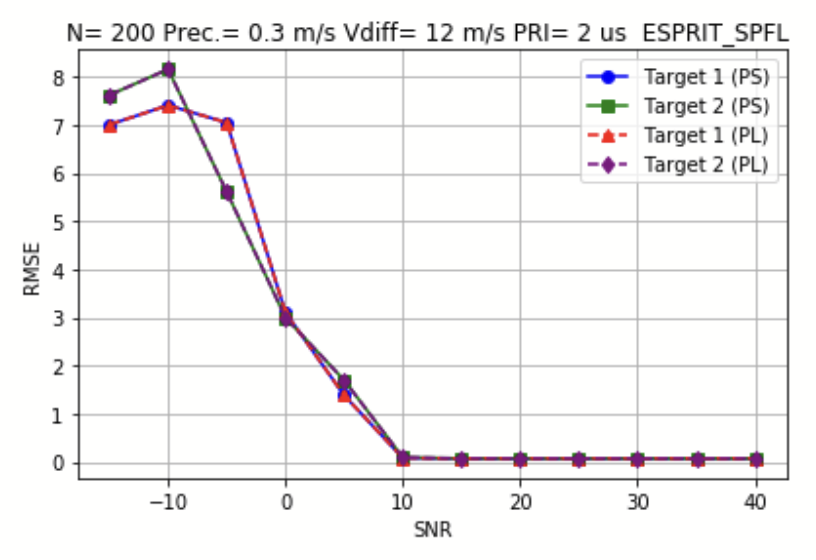 N= 200 Prec.= 0.3 m/s Vdiff= 12 m/s PRI= 2 us  ESPRIT_SPFL
Target 1 (PS)
Target 2 (PS)
Target 1 (PL)
Target 2 (PL)
RMSE
8
7
6
5
4
3
2
1
0
−10
0
10
20
30
40
SNR